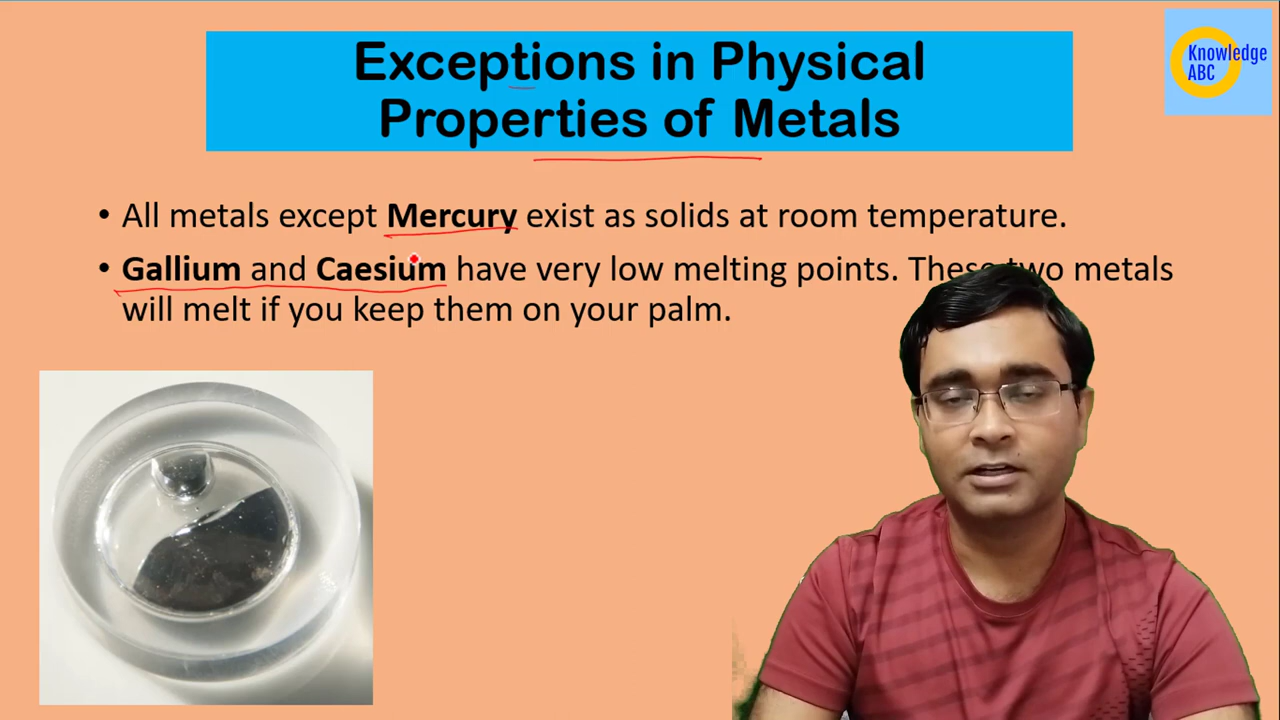 Exceptions in Physical
Properties of Metals
Knowledge
ABC
• All metals except Mercury exist as solids at room temperature.
• Gallium and Caesium have very low melting points. These two metals
will melt if you keep them on your palm.